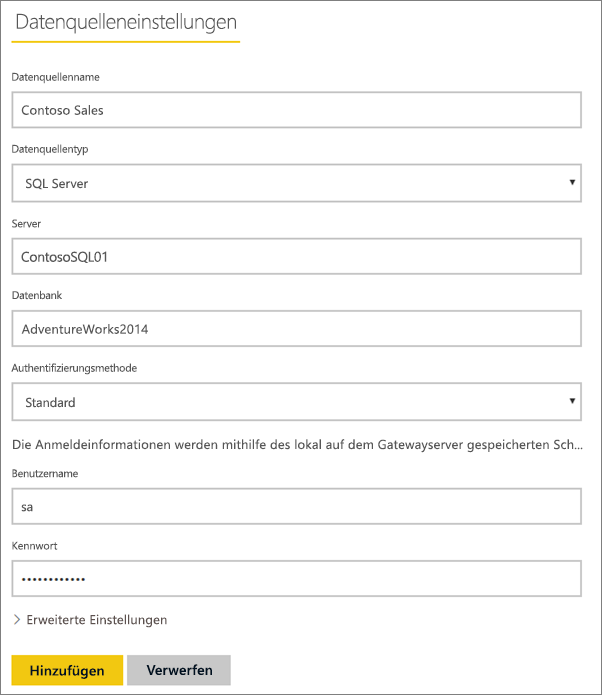 Datenquelleneinstellungen
Datenquellenname
Contoso Sales
Datenquellentyp
SQL Server
Server
ContosoSQL01
Datenbank
AdventureWorks2014
Authentifizierungsmethode
Standard
Die Anmeldeinformationen werden mithilfe des lokal auf dem Gatewayserver gespeicherten Sch...
Benutzername
sa
Kennwort
••••••••••••
Erweiterte Einstellungen
Hinzufügen Verwerfen